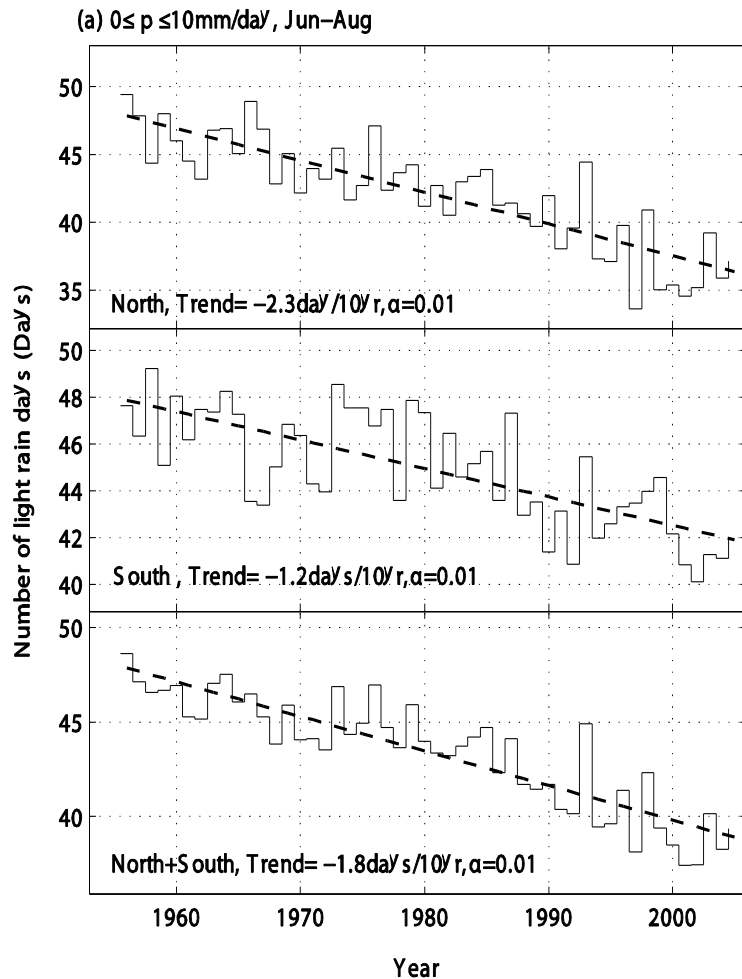 (a) 0≤ p ≤10mm/day, Jun–Aug
50
45
40
35
North, Trend= –2.3day/10yr,α=0.01
50
48
46
44
42
40
South , Trend= –1.2days/10yr,α=0.01
50
45
40
North+South, Trend= –1.8days/10yr,α=0.01
Number of light rain days (Days)
1960 1970 1980 1990 2000
Year